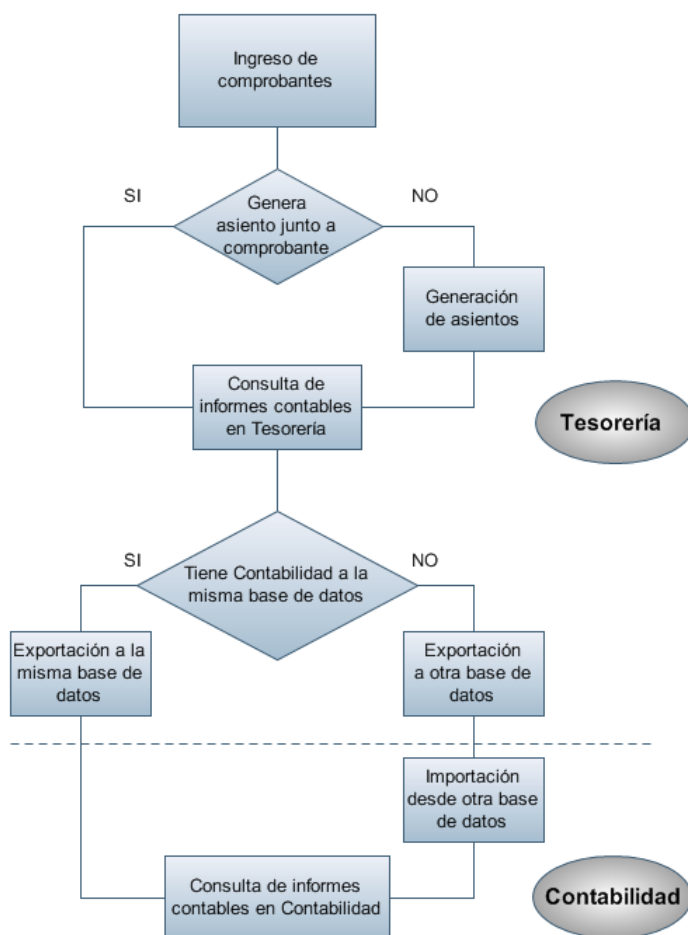 Ingreso de
comprobantes
SI
NO
Genera
asiento junto a
comprobante
Generación
de asientos
Consulta de
informes contables
en Tesorería
Tesorería
SI
NO
Tiene Contabilidad a la
misma base de datos
Exportación a la
misma base de
datos
Exportación
a otra base de
datos
Importación
desde otra base
de datos
Consulta de informes
contables en Contabilidad
Contabilidad